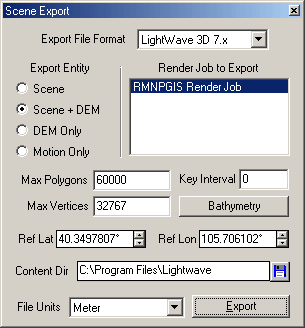 Scene Export
Export File Format LightWave 3D 7.x
Export Entity Render Job to Export
Scene RMNPGIS Render Job
Scene + DEM
DEM Only
Motion Only
Max Polygons 60000 Key Interval 0
Max Vertices 32767 Bathymetry
Ref Lat 40.3497807° Ref Lon 105.706102°
Content Dir C:\Program Files\Lightwave
File Units Meter Export